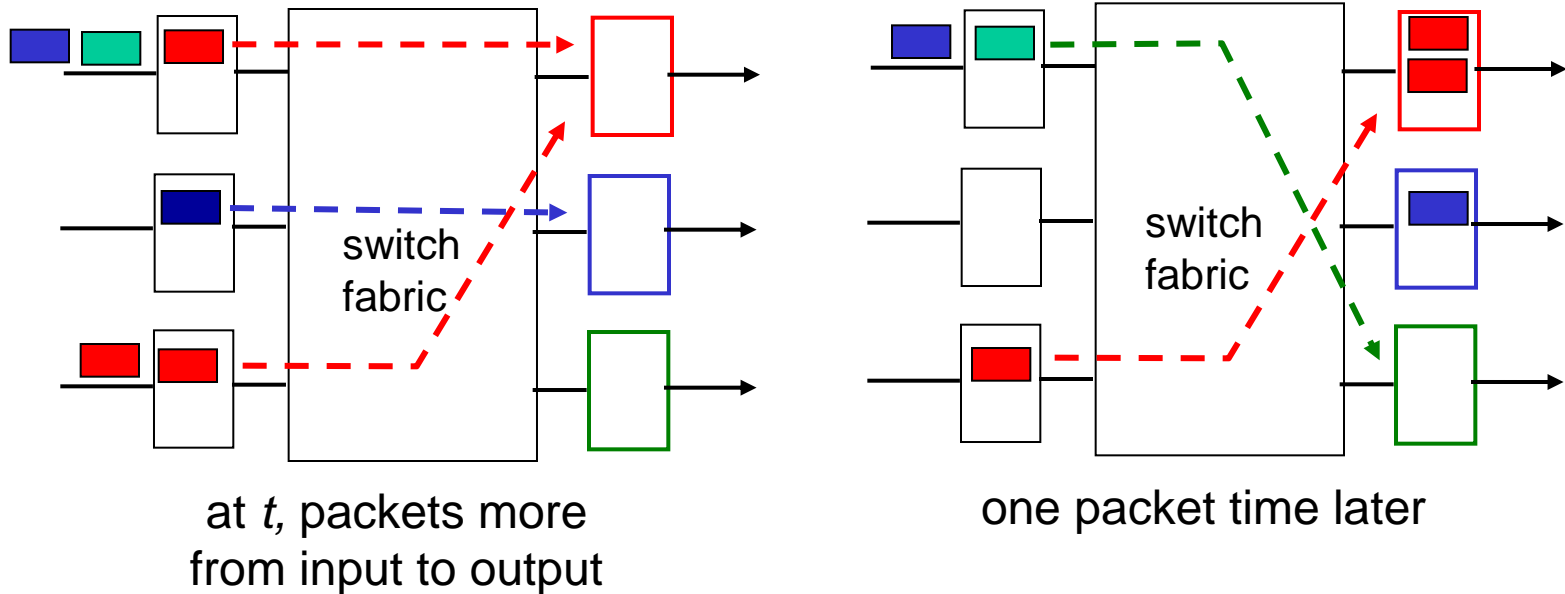 switch
fabric
at t, packets more
from input to output
switch
fabric
one packet time later